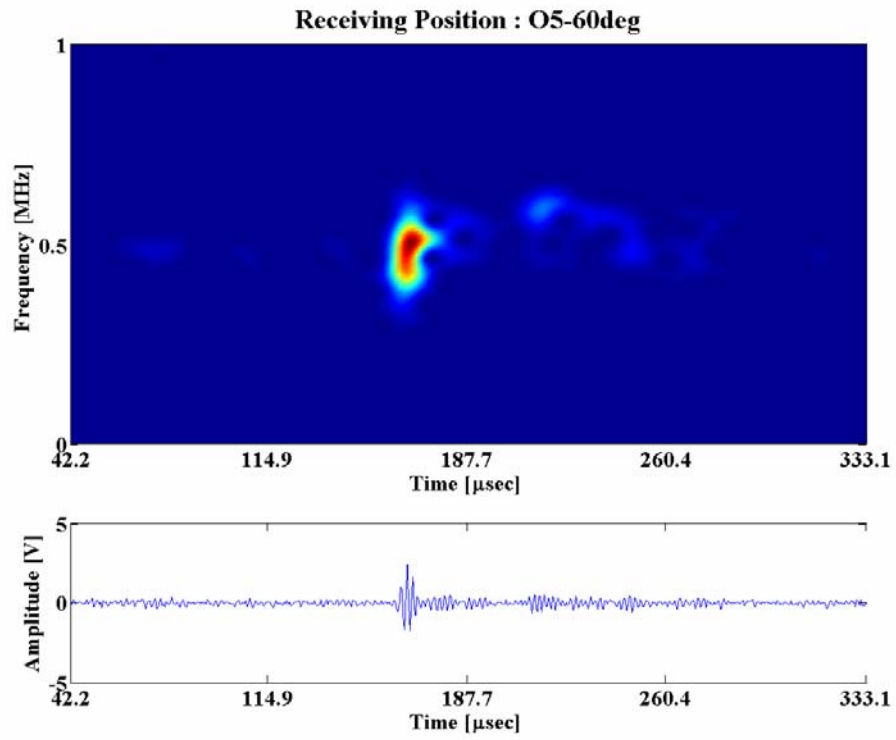 Receiving Position : O5-60deg
1
0.5
0
Frequency [MHz]
42.2 114.9 187.7 260.4 333.1
Time [μsec]
5
0
-5
Amplitude [V]
42.2 114.9 187.7 260.4 333.1
Time [μsec]